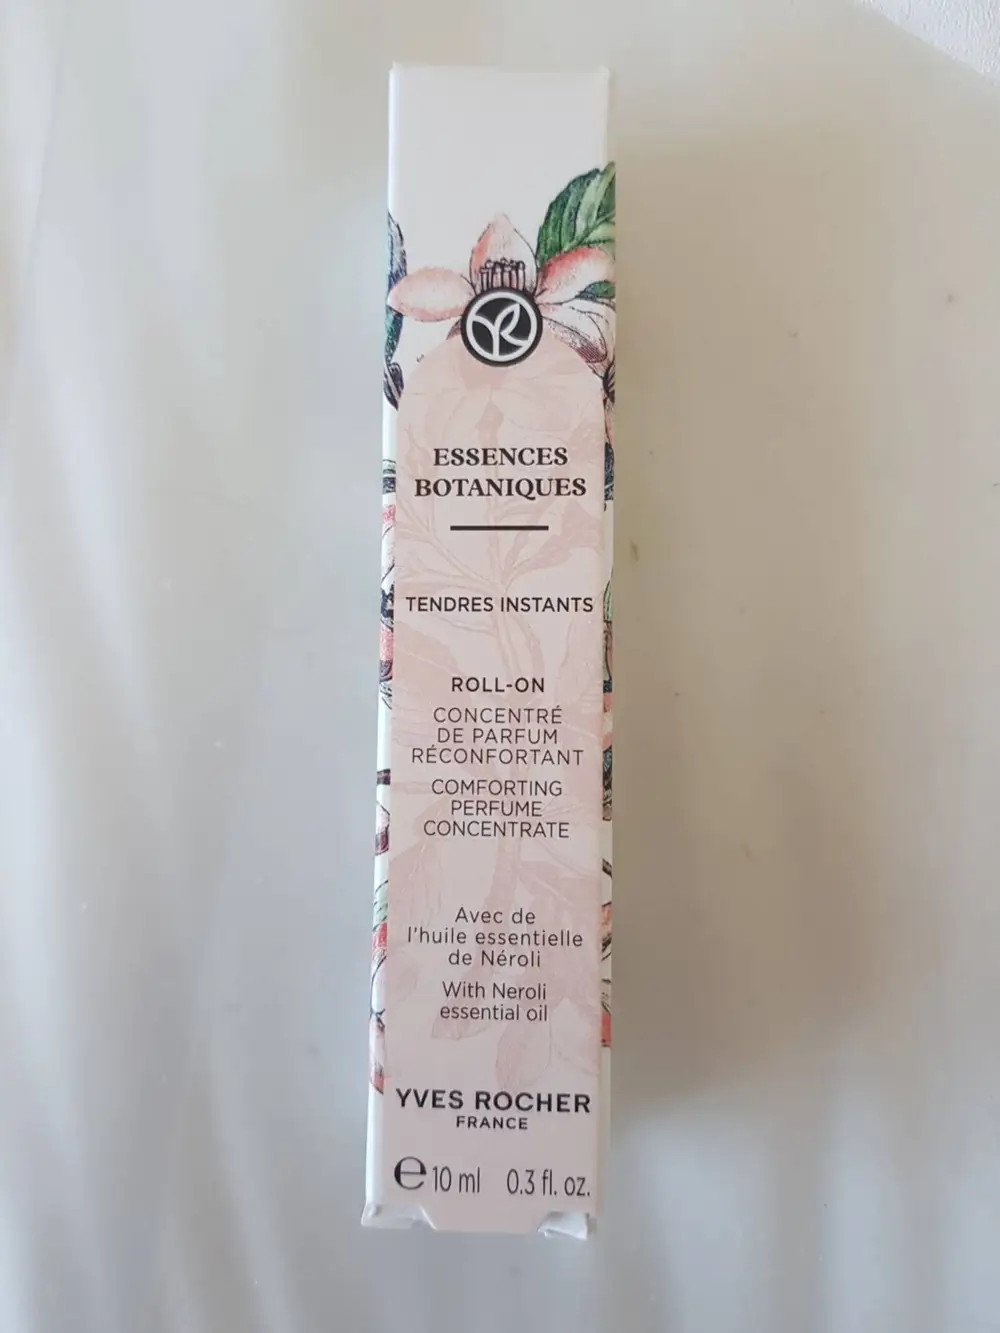 ESSENCES
BOTANIQUES
TENDRES INSTANTS
ROLL-ON
CONCENTRÉ
DE PARFUM
RÉCONFORTANT
COMFORTING
PERFUME
CONCENTRATE
Avec de
l'huile essentielle
de Néroli
With Neroli
essential oil
YVES ROCHER
FRANCE
℮ 10 ml 0.3 fl. oz.